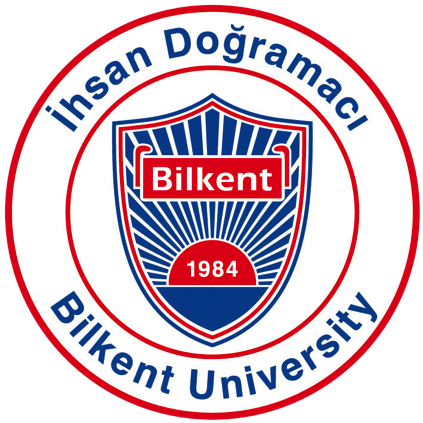 İhsan Doğramacı
Bilkent
1984
Bilkent University